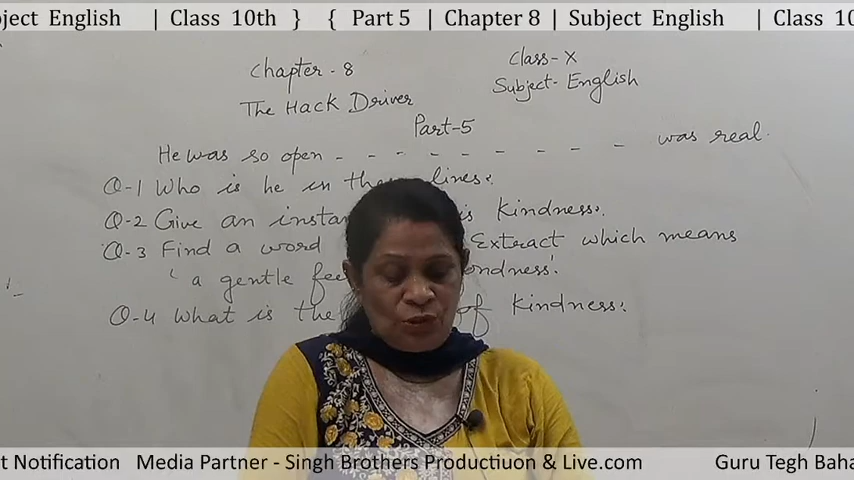 ject English | Class 10th } { Part 5 | Chapter 8 | Subject English | Class 10
Chapter - 8 Class - X
The Hack Driver Subject - English
Part-5
He was so open - - - - - - - - - was real.
Q-1 Who is he in these lines?
Q-2 Give an instan is kindness?
Q-3 Find a word Extract which means
'a gentle fee ondness'.
Q-4 What is the of kindness?
t Notification Media Partner - Singh Brothers Productiuon & Live.com Guru Tegh Baha